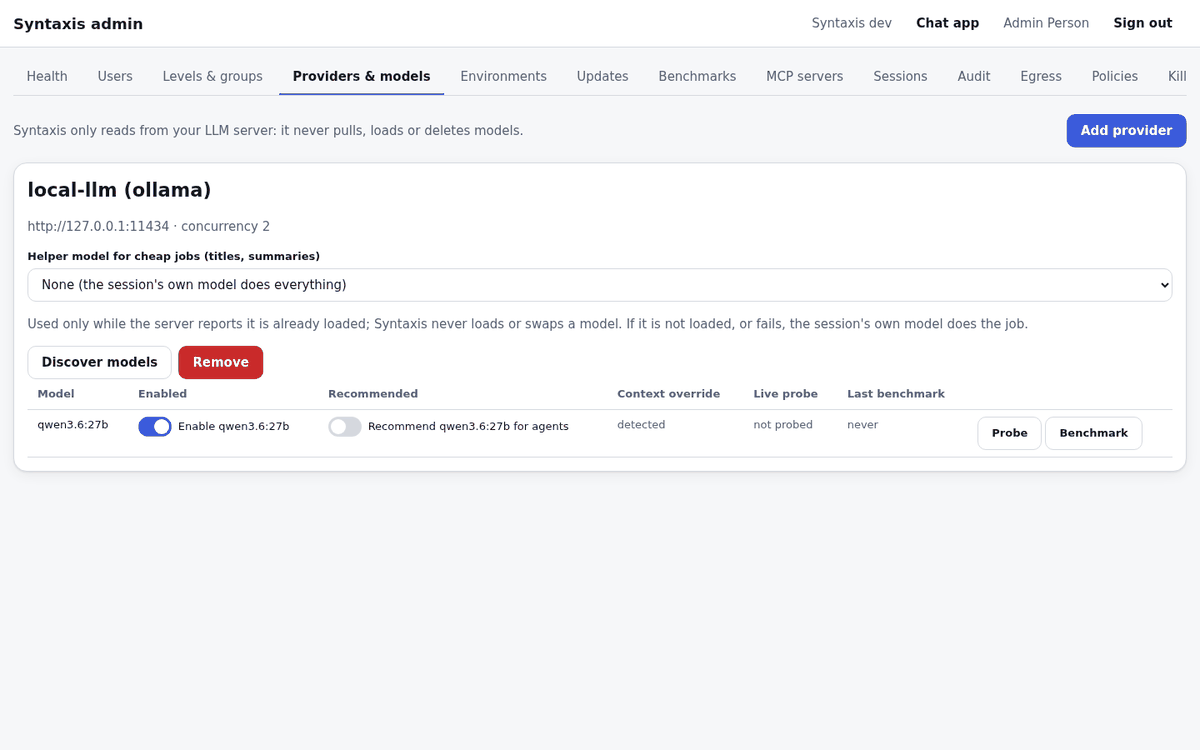 Syntaxis admin
Syntaxis dev Chat app Admin Person Sign out
Health Users Levels & groups Providers & models Environments Updates Benchmarks MCP servers Sessions Audit Egress Policies Kill
Syntaxis only reads from your LLM server: it never pulls, loads or deletes models.
Add provider
local-llm (ollama)
http://127.0.0.1:11434 · concurrency 2
Helper model for cheap jobs (titles, summaries)
None (the session's own model does everything)
Used only while the server reports it is already loaded; Syntaxis never loads or swaps a model. If it is not loaded, or fails, the session's own model does the job.
Discover models Remove
Model Enabled Recommended Context override Live probe Last benchmark
qwen3.6:27b Enable qwen3.6:27b Recommend qwen3.6:27b for agents detected not probed never Probe Benchmark